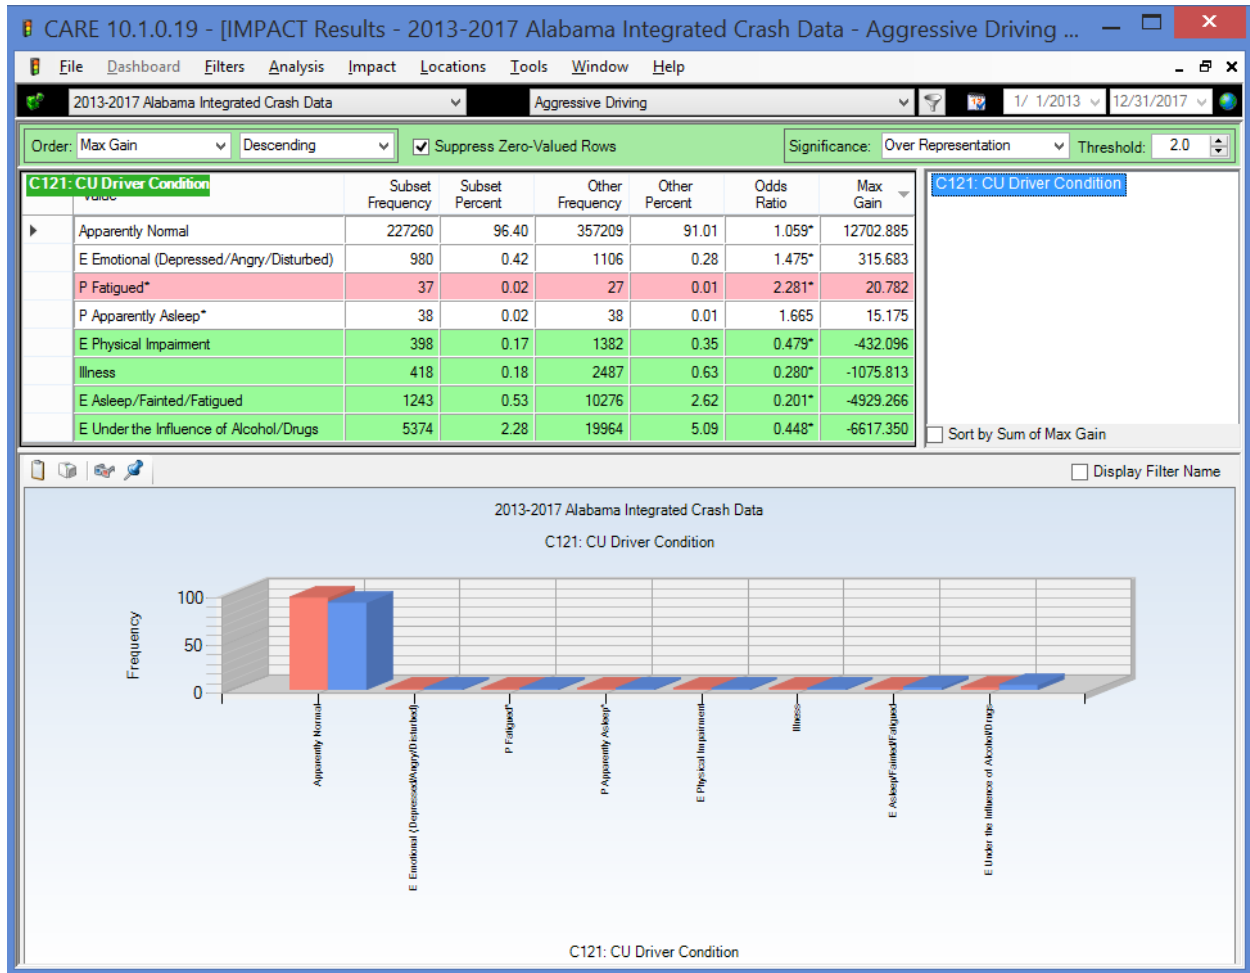 CARE 10.1.0.19 - [IMPACT Results - 2013-2017 Alabama Integrated Crash Data - Aggressive Driving ...
File Dashboard Filters Analysis Impact Locations Tools Window Help
2013-2017 Alabama Integrated Crash Data Aggressive Driving 1/ 1/2013 12/31/2017
Order: Max Gain Descending Suppress Zero-Valued Rows Significance: Over Representation Threshold: 2.0
C121: CU Driver Condition Subset Frequency Subset Percent Other Frequency Other Percent Odds Ratio Max Gain C121: CU Driver Condition
Apparently Normal 227260 96.40 357209 91.01 1.059* 12702.885
E Emotional (Depressed/Angry/Disturbed) 980 0.42 1106 0.28 1.475* 315.683
P Fatigued* 37 0.02 27 0.01 2.281* 20.782
P Apparently Asleep* 38 0.02 38 0.01 1.665 15.175
E Physical Impairment 398 0.17 1382 0.35 0.479* -432.096
Illness 418 0.18 2487 0.63 0.280* -1075.813
E Asleep/Fainted/Fatigued 1243 0.53 10276 2.62 0.201* -4929.266
E Under the Influence of Alcohol/Drugs 5374 2.28 19964 5.09 0.448* -6617.350
Sort by Sum of Max Gain
Display Filter Name
2013-2017 Alabama Integrated Crash Data
C121: CU Driver Condition
Frequency
100
50
0
Apparently Normal
E Emotional (Depressed/Angry/Disturbed)
P Fatigued*
P Apparently Asleep*
E Physical Impairment
Illness
E Asleep/Fainted/Fatigued
E Under the Influence of Alcohol/Drugs
C121: CU Driver Condition